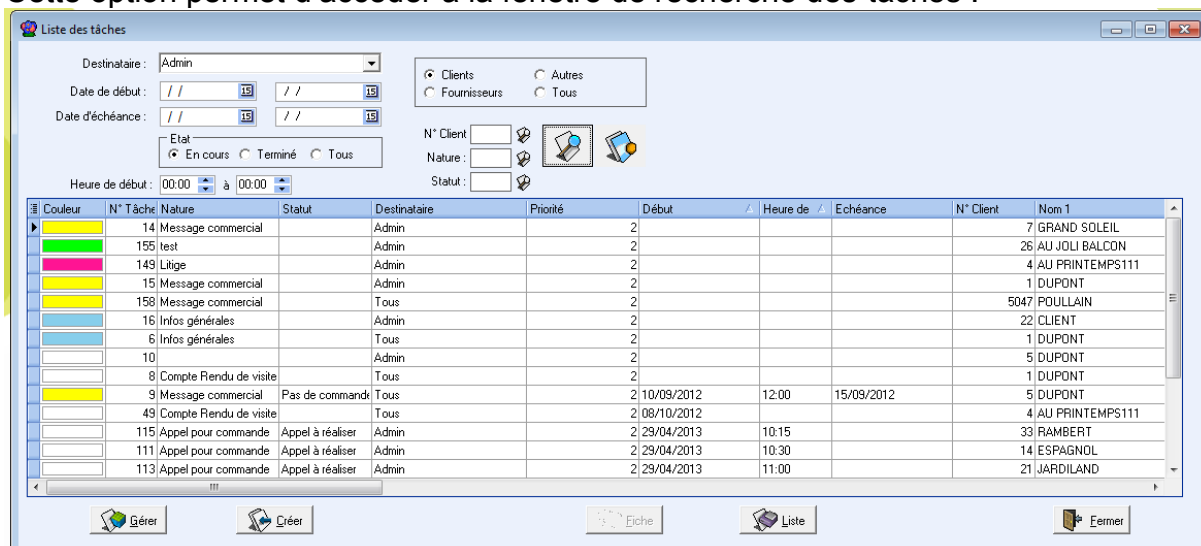 Cette option permet d'accéder à la fenêtre de recherche des tâches :
Liste des tâches
Destinataire : Admin
Clients Autres
Date de début : / / 15 / / 15
Fournisseurs Tous
Date d'échéance : / / 15 / / 15
Etat
N° Client
En cours Terminé Tous
Nature :
Heure de début : 00:00 à 00:00
Statut :
Couleur N° Tâche Nature Statut Destinataire Priorité Début Heure de Echéance N° Client Nom 1
14 Message commercial Admin 2 7 GRAND SOLEIL
155 test Admin 2 26 AU JOLI BALCON
149 Litige Admin 2 4 AU PRINTEMPS111
15 Message commercial Admin 2 1 DUPONT
158 Message commercial Tous 2 5047 POULLAIN
16 Infos générales Admin 2 22 CLIENT
6 Infos générales Tous 2 1 DUPONT
10 Admin 2 5 DUPONT
8 Compte Rendu de visite Tous 2 1 DUPONT
9 Message commercial Pas de commande Tous 2 10/09/2012 12:00 15/09/2012 5 DUPONT
49 Compte Rendu de visite Tous 2 08/10/2012 4 AU PRINTEMPS111
115 Appel pour commande Appel à réaliser Admin 2 29/04/2013 10:15 33 RAMBERT
111 Appel pour commande Appel à réaliser Admin 2 29/04/2013 10:30 14 ESPAGNOL
113 Appel pour commande Appel à réaliser Admin 2 29/04/2013 11:00 21 JARDILAND
Gérer Créer Fiche Liste Fermer